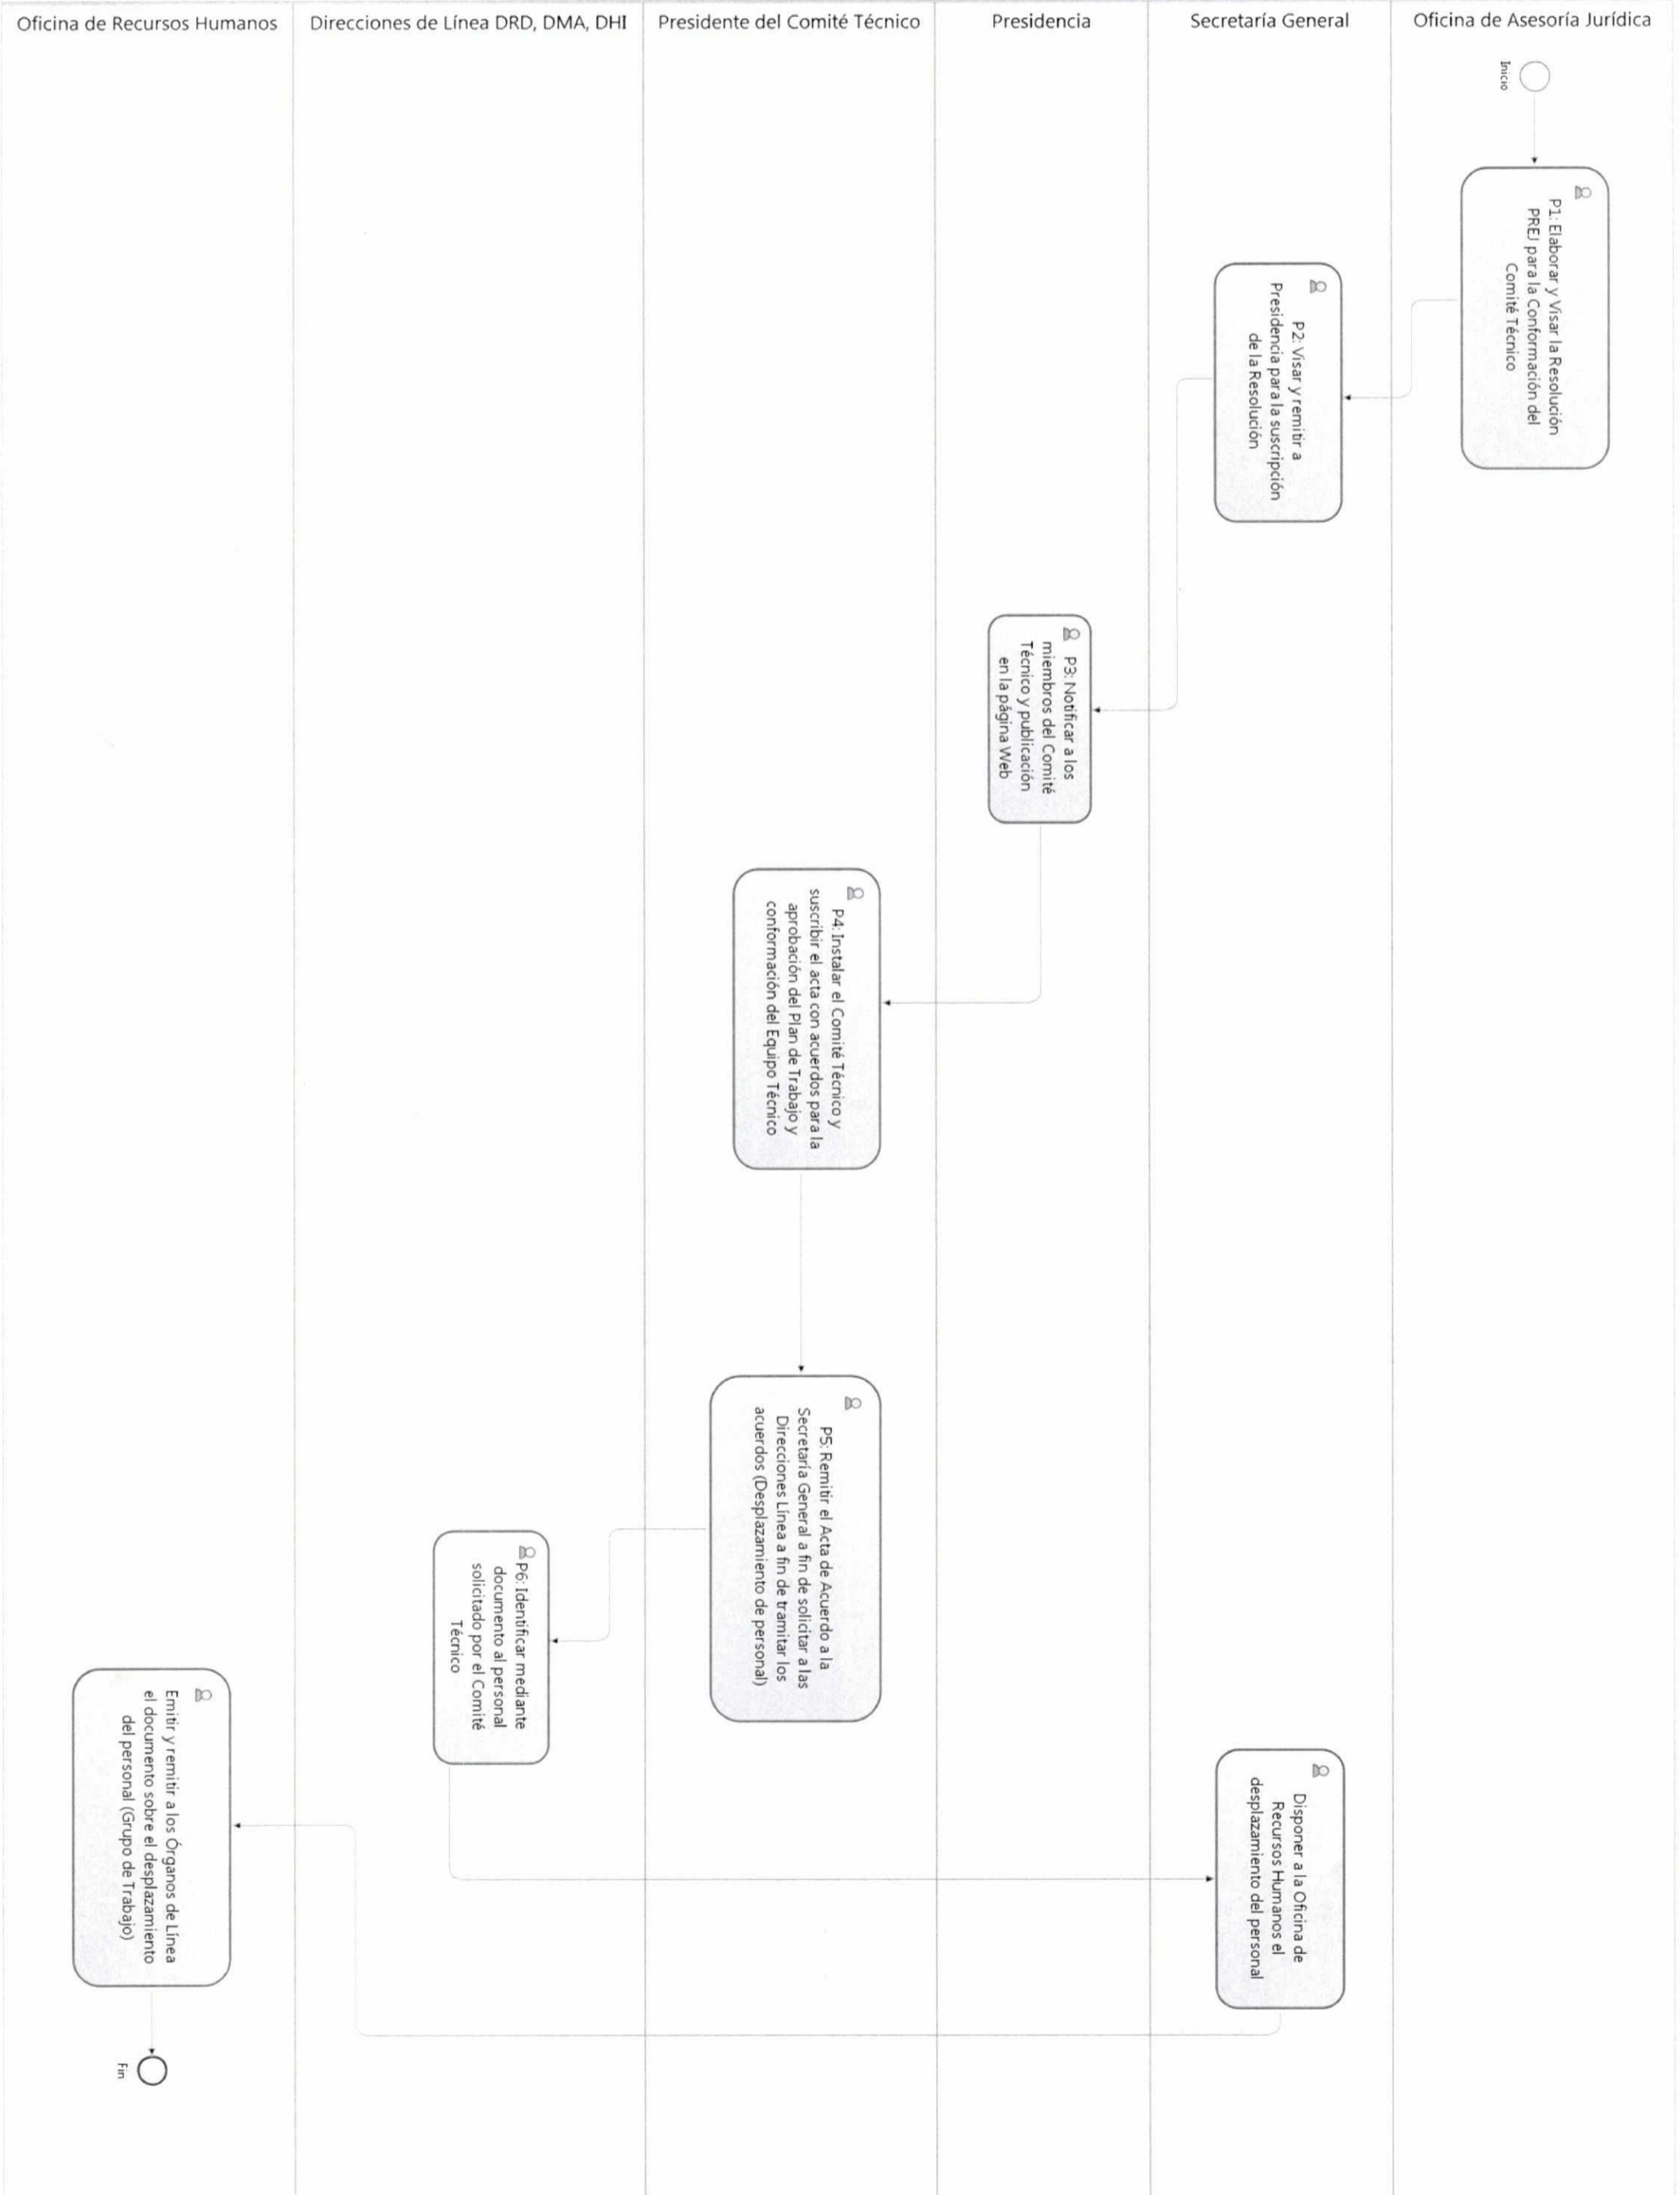 Oficina de Recursos Humanos
Direcciones de Línea DRD, DMA, DHI
Presidente del Comité Técnico
Presidencia
Secretaría General
Oficina de Asesoría Jurídica
Inicio
P1: Elaborar y Visar la Resolución
PREJ para la Conformación del
Comité Técnico
P2: Visar y remitir a
Presidencia para la suscripción
de la Resolución
P3: Notificar a los
miembros del Comité
Técnico y publicación
en la página Web
P4: Instalar el Comité Técnico y
suscribir el acta con acuerdos para la
aprobación del Plan de Trabajo y
conformación del Equipo Técnico
P5: Remitir el Acta de Acuerdo a la
Secretaría General a fin de solicitar a las
Direcciones Línea a fin de tramitar los
acuerdos (Desplazamiento de personal)
P6: Identificar mediante
documento al personal
solicitado por el Comité
Técnico
Disponer a la Oficina de
Recursos Humanos el
desplazamiento del personal
Emitir y remitir a los Órganos de Línea
el documento sobre el desplazamiento
del personal (Grupo de Trabajo)
Fin